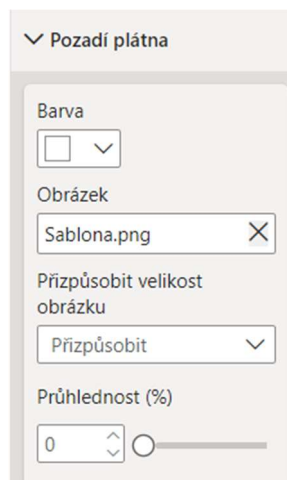 Pozadí plátna
Barva
Obrázek
Sablona.png
Přizpůsobit velikost
obrázku
Přizpůsobit
Průhlednost (%)
0